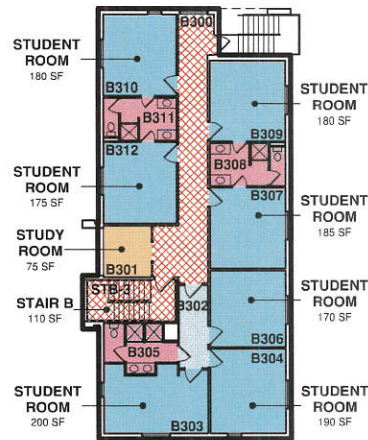 B300
STUDENT
ROOM
180 SF
B310
B311
B312
STUDENT
ROOM
175 SF
STUDY
ROOM
75 SF
B301
STB-3
STAIR B
110 SF
B305
STUDENT
ROOM
200 SF
B303
B302
STUDENT
ROOM
180 SF
B309
B308
B307
STUDENT
ROOM
185 SF
STUDENT
ROOM
170 SF
B306
B304
STUDENT
ROOM
190 SF